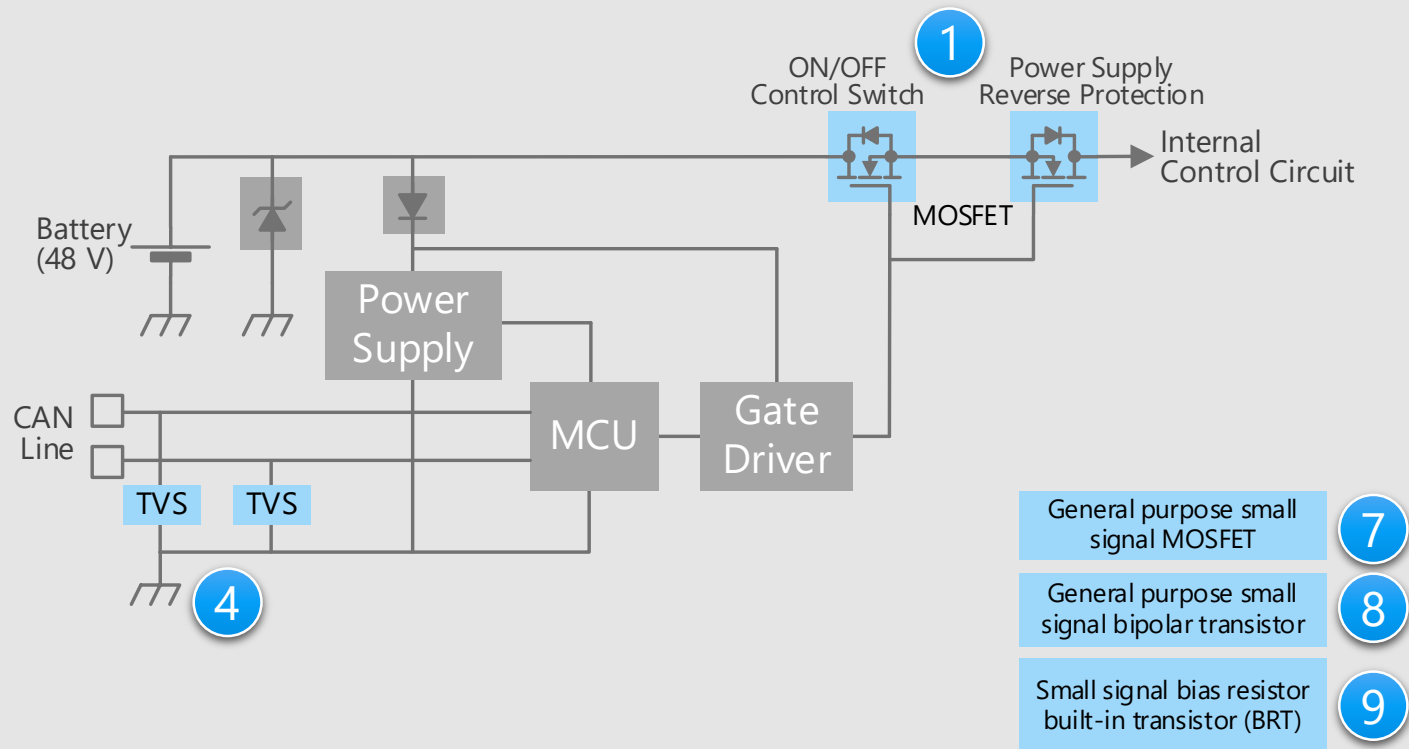 1
ON/OFF
Control Switch
Power Supply
Reverse Protection
Internal
Control Circuit
MOSFET
Battery
(48 V)
Power
Supply
CAN
Line
MCU
Gate
Driver
TVS
TVS
4
General purpose small
signal MOSFET
7
General purpose small
signal bipolar transistor
8
Small signal bias resistor
built-in transistor (BRT)
9